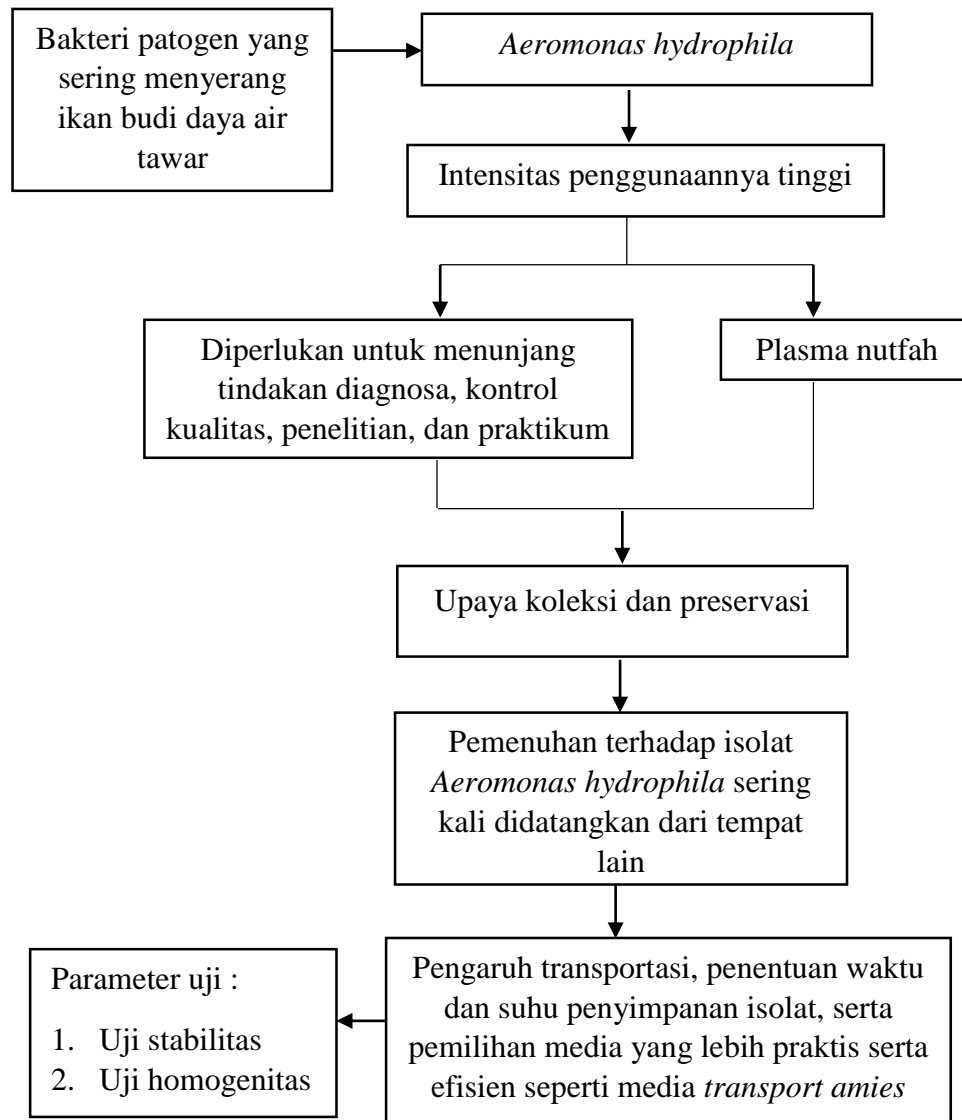 Bakteri patogen yang
sering menyerang
ikan budi daya air
tawar
Aeromonas hydrophila
Intensitas penggunaannya tinggi
Diperlukan untuk menunjang
tindakan diagnosa, kontrol
kualitas, penelitian, dan praktikum
Plasma nutfah
Upaya koleksi dan preservasi
Pemenuhan terhadap isolat
Aeromonas hydrophila sering
kali didatangkan dari tempat
lain
Pengaruh transportasi, penentuan waktu
dan suhu penyimpanan isolat, serta
pemilihan media yang lebih praktis serta
efisien seperti media transport amies
Parameter uji :
1. Uji stabilitas
2. Uji homogenitas